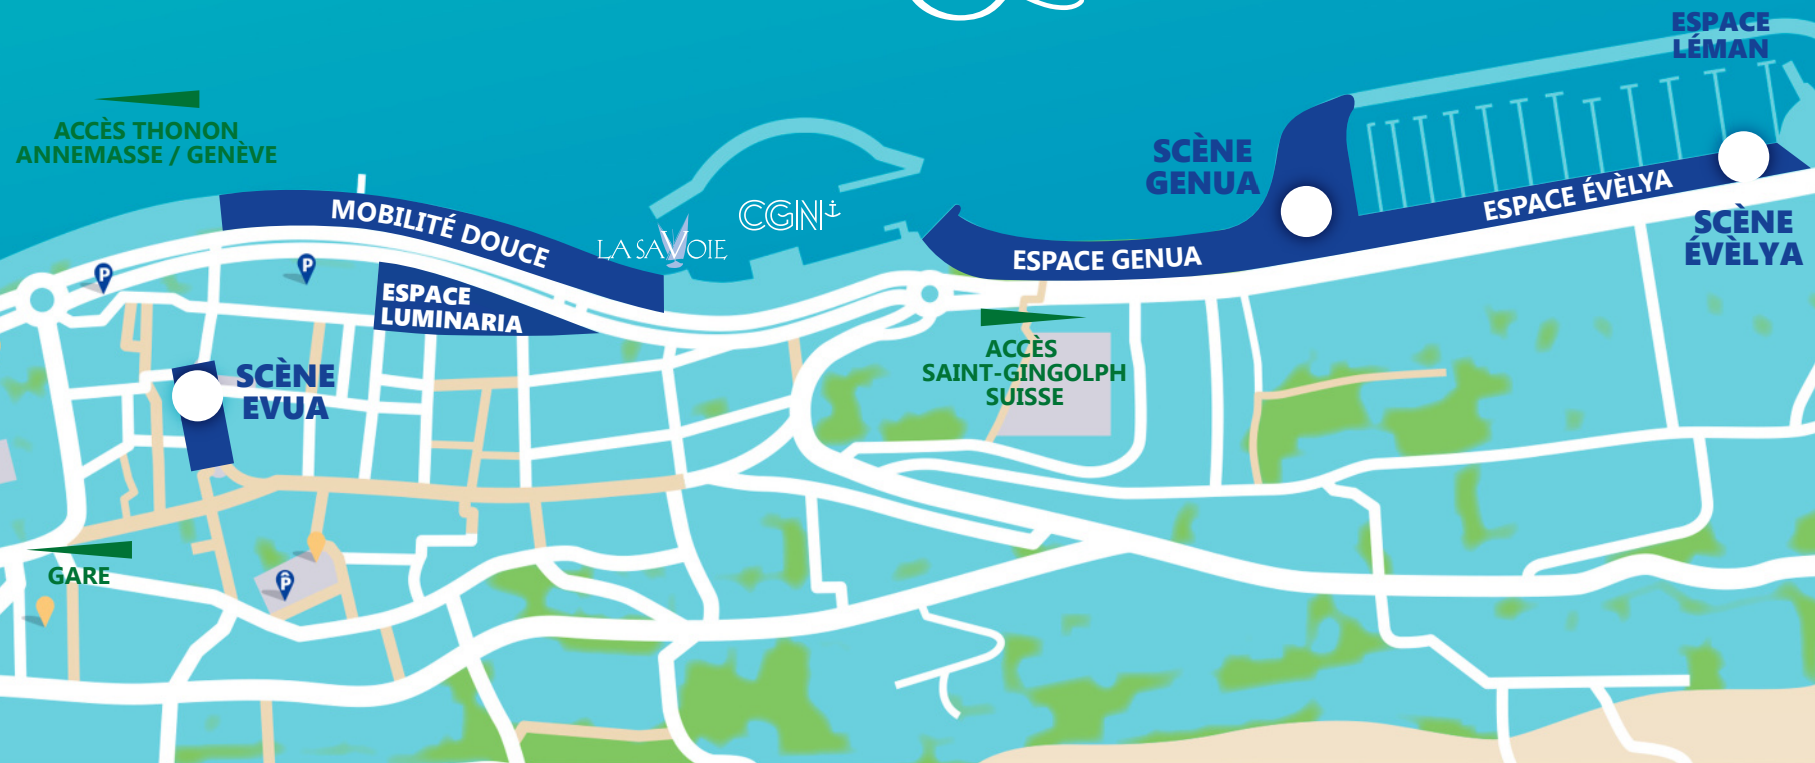 ESPACE
LÉMAN
ACCÈS THONON
ANNEMASSE / GENÈVE
SCÈNE
GENUA
MOBILITÉ DOUCE
LA SAVOIE
CGN
ESPACE ÉVÈLYA
SCÈNE
ÉVÈLYA
ESPACE GENUA
P
P
ESPACE
LUMINARIA
ACCÈS
SAINT-GINGOLPH
SUISSE
SCÈNE
EVUA
GARE
P